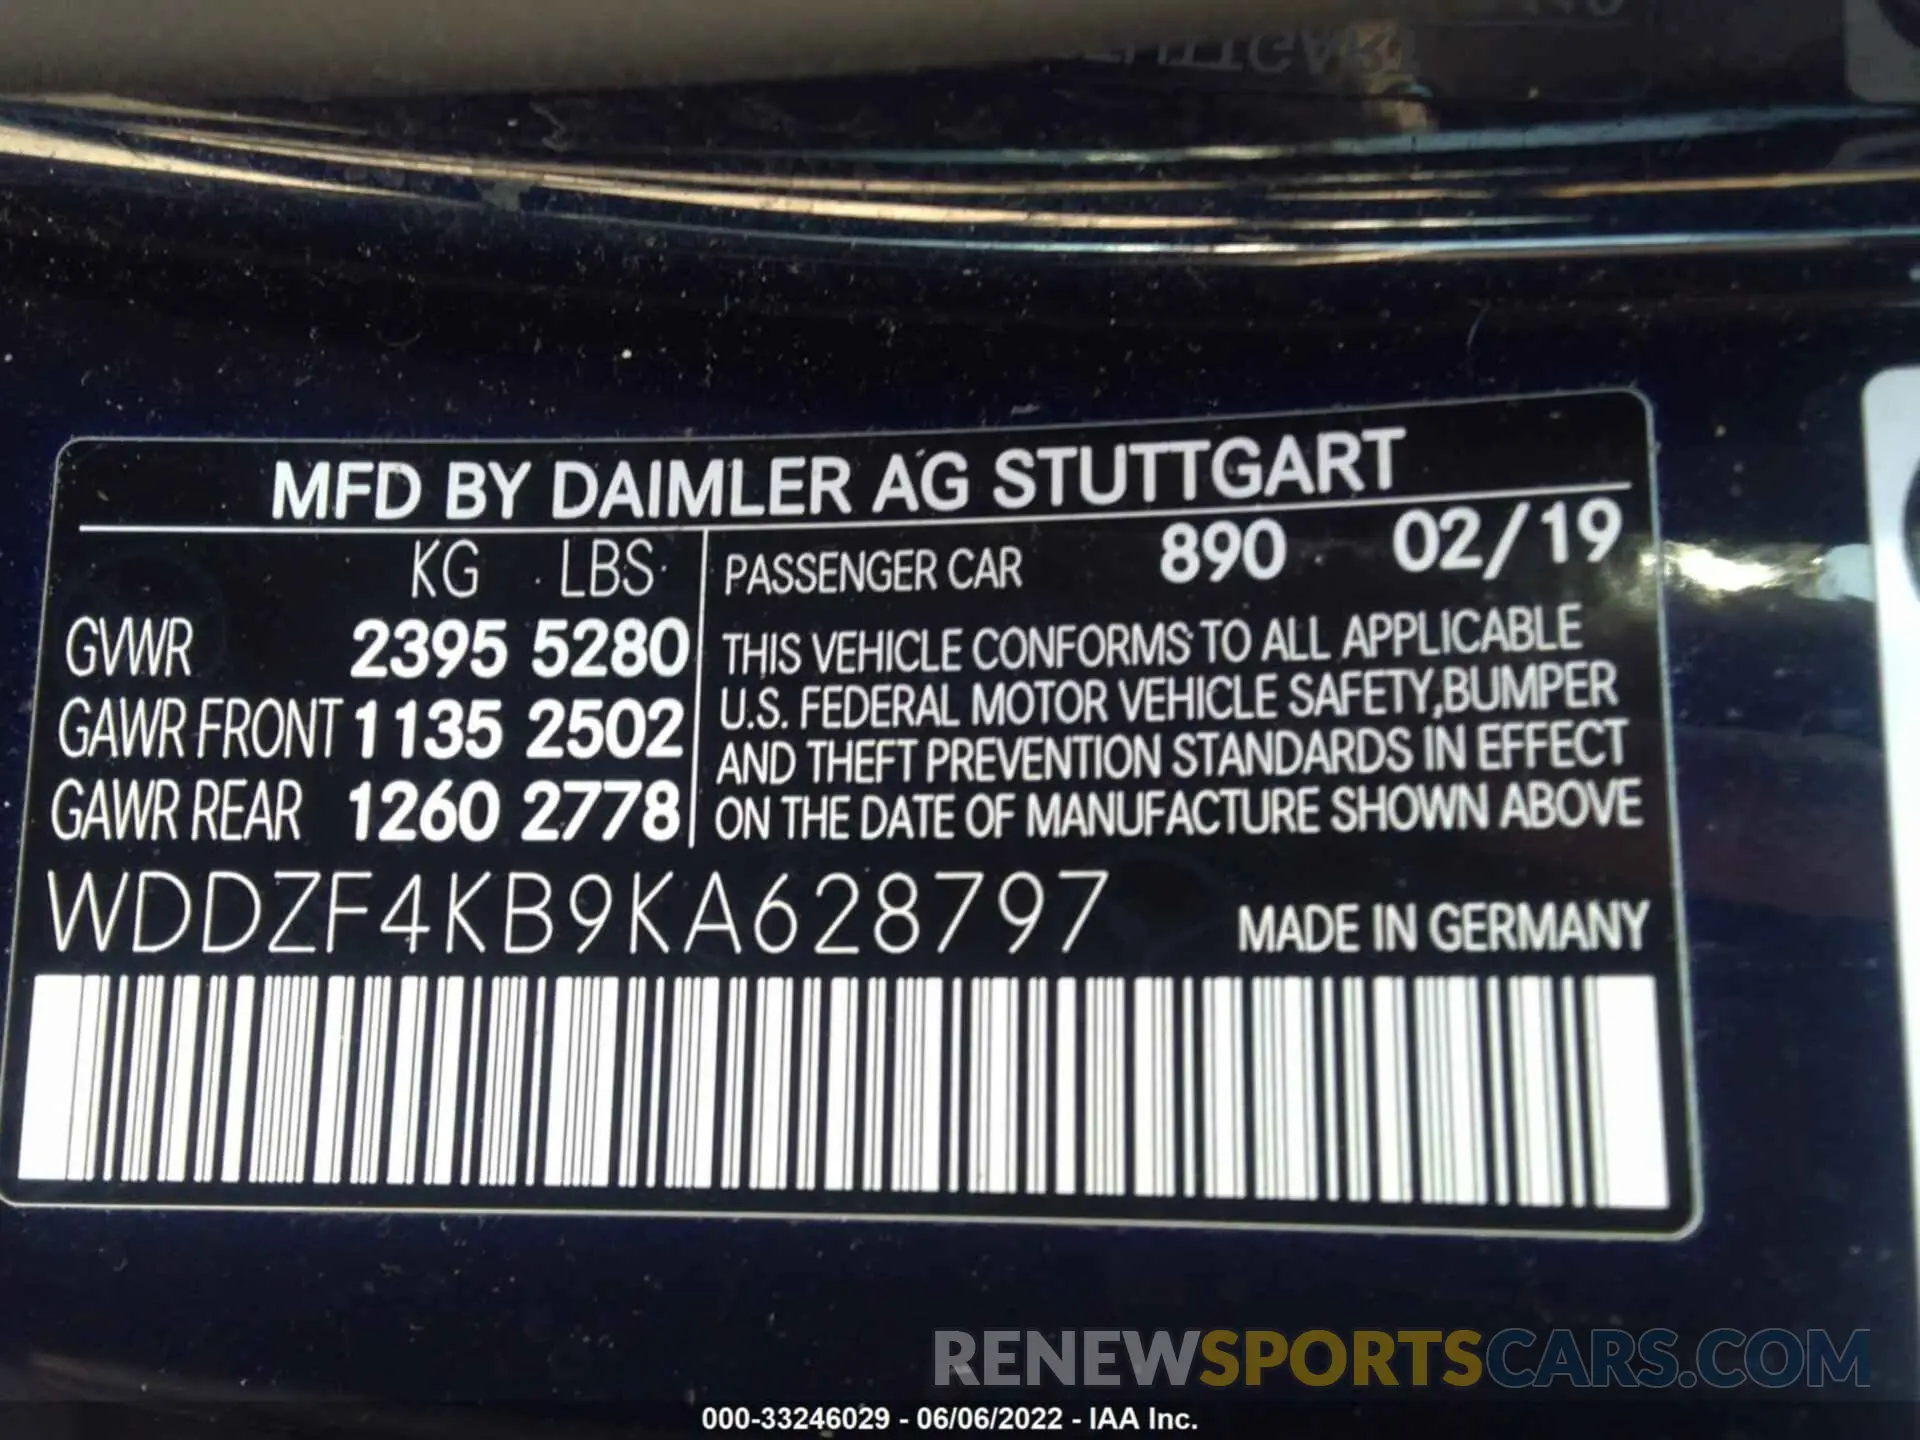 MFD BY DAIMLER AG STUTTGART
KG LBS
GVWR 2395 5280
GAWR FRONT 1135 2502
GAWR REAR 1260 2778
PASSENGER CAR 890 02/19
THIS VEHICLE CONFORMS TO ALL APPLICABLE
U.S. FEDERAL MOTOR VEHICLE SAFETY,BUMPER
AND THEFT PREVENTION STANDARDS IN EFFECT
ON THE DATE OF MANUFACTURE SHOWN ABOVE
WDDZF4KB9KA628797
MADE IN GERMANY
RENEWSPORTSCARS.COM
000-33246029 - 06/06/2022 - IAA Inc.